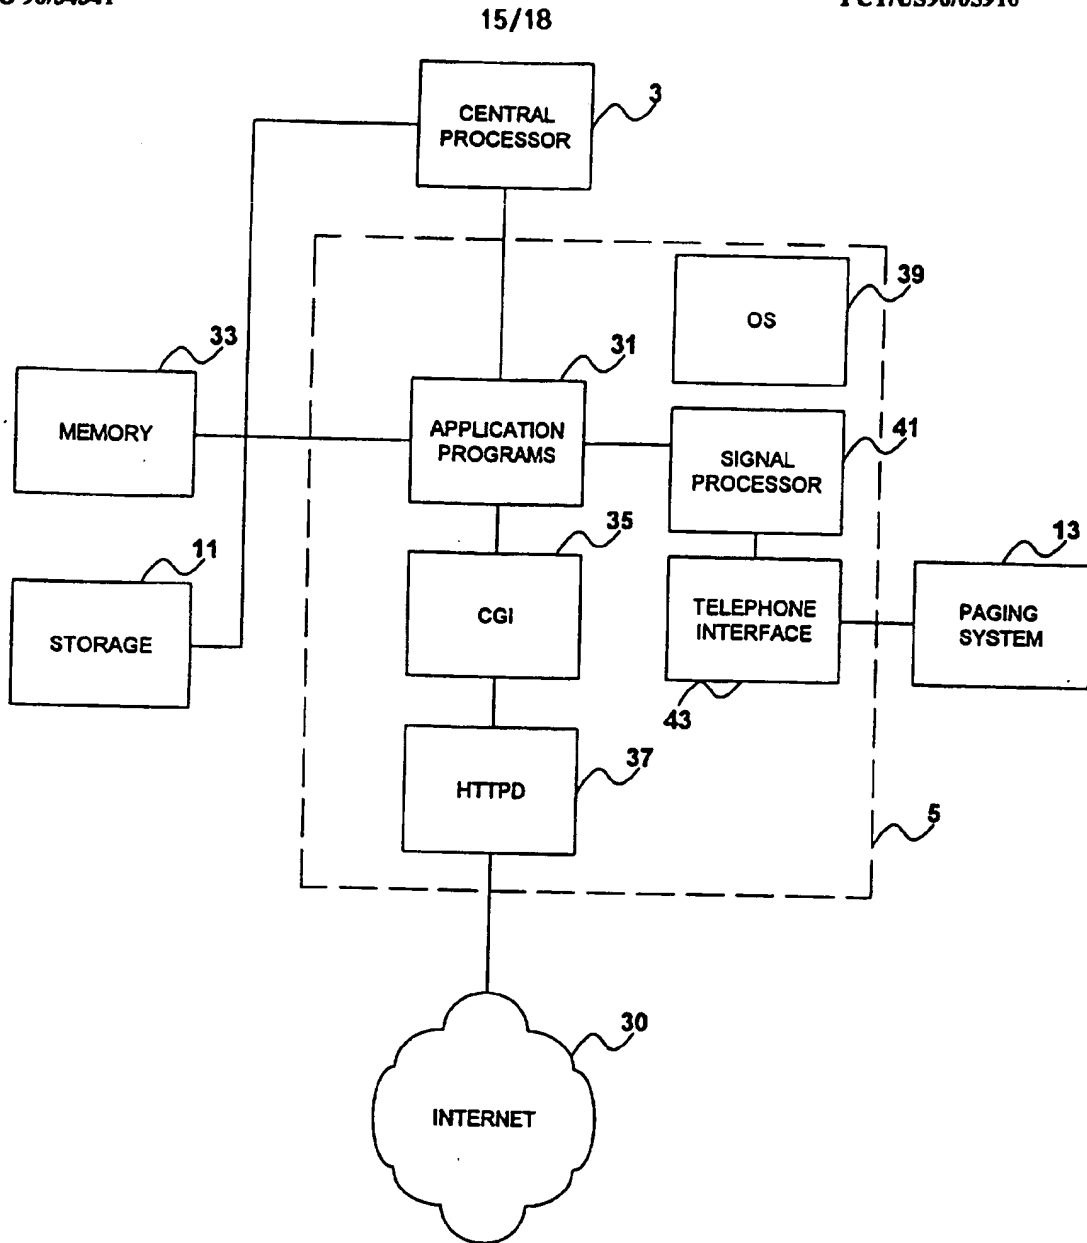 15/18
CENTRAL
PROCESSOR
3
OS
39
MEMORY
33
APPLICATION
PROGRAMS
31
SIGNAL
PROCESSOR
41
STORAGE
11
CGI
35
TELEPHONE
INTERFACE
43
PAGING
SYSTEM
13
HTTPD
37
5
INTERNET
30